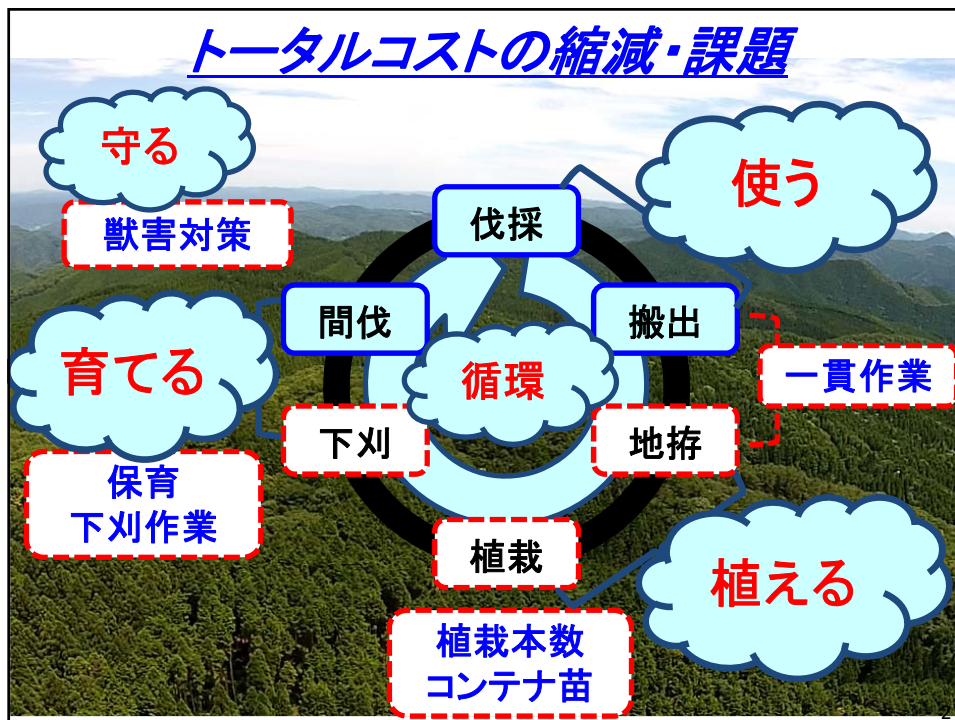 トータルコストの縮減・課題
守る
獣害対策
使う
伐採
間伐
搬出
育てる
循環
一貫作業
下刈
地拵
保育
下刈作業
植栽
植える
植栽本数
コンテナ苗
2